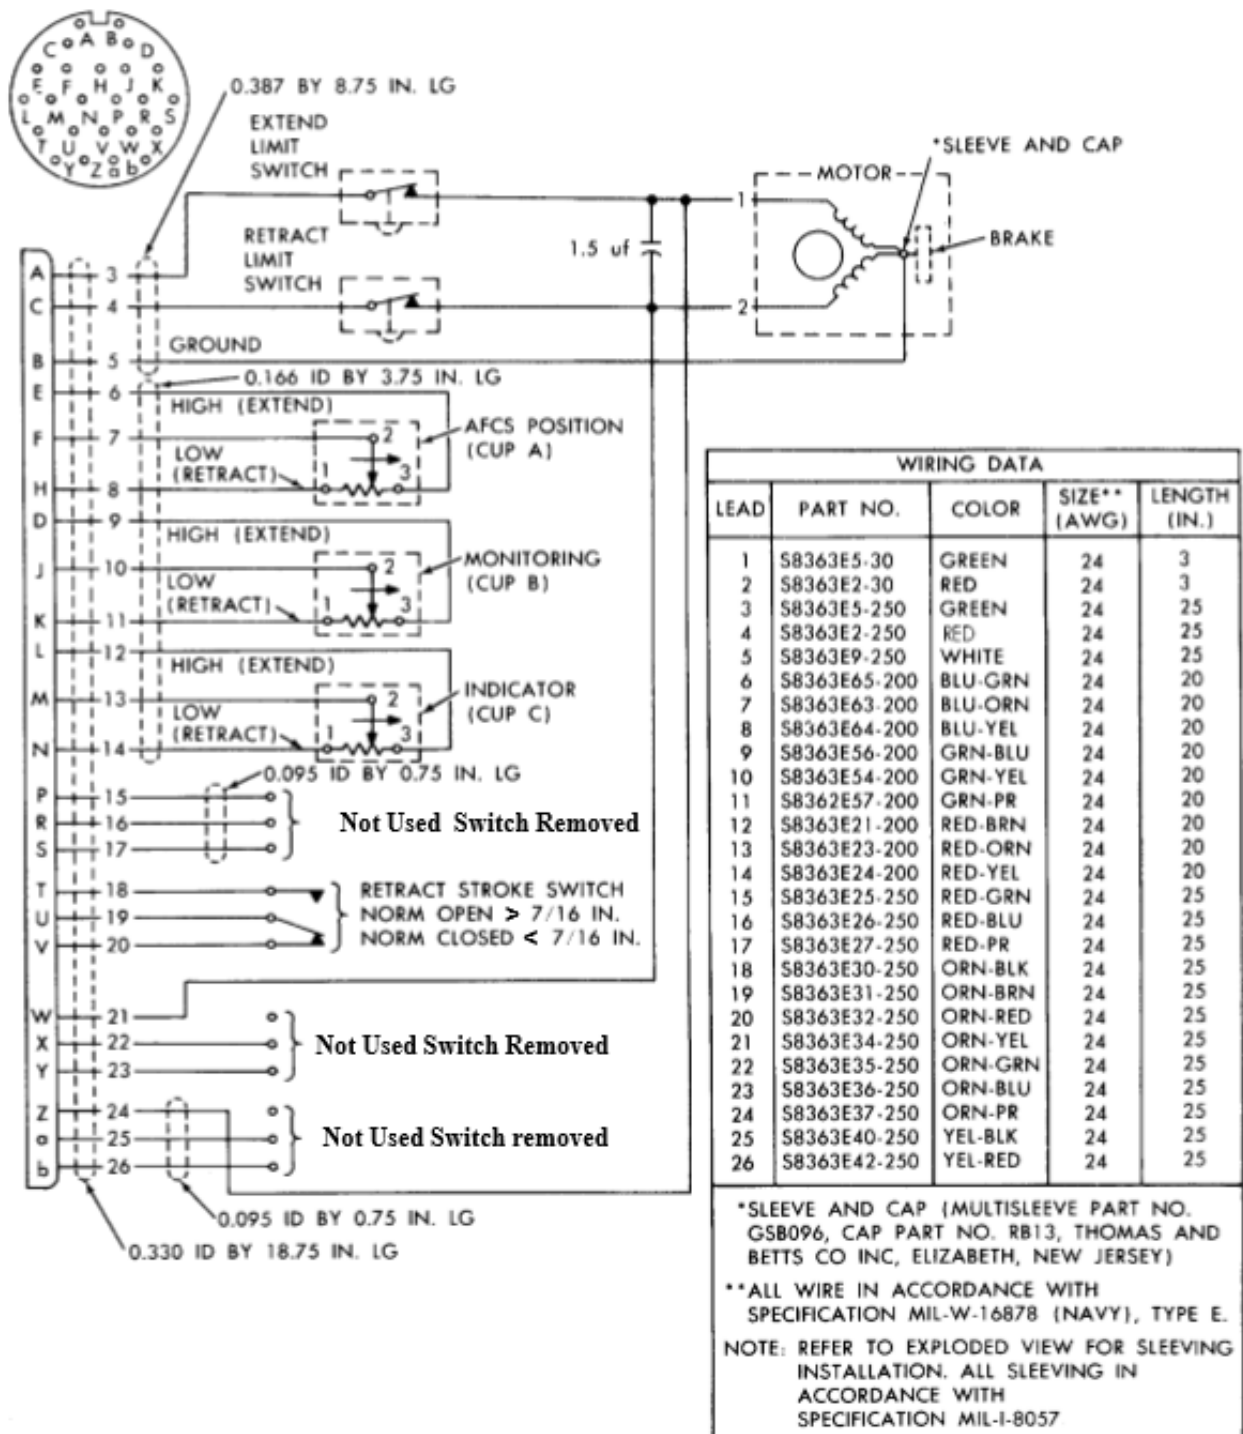 A B
C D
E F H J K
L M N P R S
T U V W X
Y Z a b
0.387 BY 8.75 IN. LG
EXTEND
LIMIT
SWITCH
*SLEEVE AND CAP
MOTOR
1
1.5 uf
BRAKE
RETRACT
LIMIT
SWITCH
2
A 3
C 4
GROUND
B 5
0.166 ID BY 3.75 IN. LG
E 6
HIGH (EXTEND)
AFCS POSITION
(CUP A)
F 7
2
LOW
(RETRACT)
1 3
H 8
D 9
HIGH (EXTEND)
MONITORING
(CUP B)
J 10
2
LOW
(RETRACT)
1 3
K 11
L 12
HIGH (EXTEND)
INDICATOR
(CUP C)
M 13
2
LOW
(RETRACT)
1 3
N 14
0.095 ID BY 0.75 IN. LG
P 15
R 16
S 17
Not Used Switch Removed
T 18
U 19
V 20
RETRACT STROKE SWITCH
NORM OPEN > 7/16 IN.
NORM CLOSED < 7/16 IN.
W 21
X 22
Y 23
Not Used Switch Removed
Z 24
a 25
b 26
Not Used Switch removed
0.095 ID BY 0.75 IN. LG
0.330 ID BY 18.75 IN. LG
WIRING DATA
LEAD PART NO. COLOR SIZE** (AWG) LENGTH (IN.)
1 S8363E5-30 GREEN 24 3
2 S8363E2-30 RED 24 3
3 S8363E5-250 GREEN 24 25
4 S8363E2-250 RED 24 25
5 S8363E9-250 WHITE 24 25
6 S8363E65-200 BLU-GRN 24 20
7 S8363E63-200 BLU-ORN 24 20
8 S8363E64-200 BLU-YEL 24 20
9 S8363E56-200 GRN-BLU 24 20
10 S8363E54-200 GRN-YEL 24 20
11 S8362E57-200 GRN-PR 24 20
12 S8363E21-200 RED-BRN 24 20
13 S8363E23-200 RED-ORN 24 20
14 S8363E24-200 RED-YEL 24 20
15 S8363E25-250 RED-GRN 24 25
16 S8363E26-250 RED-BLU 24 25
17 S8363E27-250 RED-PR 24 25
18 S8363E30-250 ORN-BLK 24 25
19 S8363E31-250 ORN-BRN 24 25
20 S8363E32-250 ORN-RED 24 25
21 S8363E34-250 ORN-YEL 24 25
22 S8363E35-250 ORN-GRN 24 25
23 S8363E36-250 ORN-BLU 24 25
24 S8363E37-250 ORN-PR 24 25
25 S8363E40-250 YEL-BLK 24 25
26 S8363E42-250 YEL-RED 24 25
*SLEEVE AND CAP (MULTISLEEVE PART NO.
GSB096, CAP PART NO. RB13, THOMAS AND
BETTS CO INC, ELIZABETH, NEW JERSEY)
**ALL WIRE IN ACCORDANCE WITH
SPECIFICATION MIL-W-16878 (NAVY), TYPE E.
NOTE: REFER TO EXPLODED VIEW FOR SLEEVING
INSTALLATION. ALL SLEEVING IN
ACCORDANCE WITH
SPECIFICATION MIL-I-8057